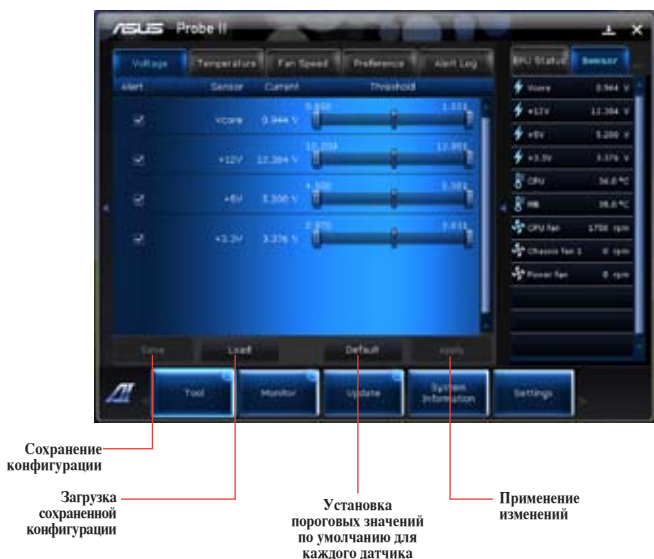 ASUS Probe II
Voltage Temperature Fan Speed Preference Alert Log
EPU Status Sensor
Alert Sensor Current Threshold
Vcore 0.944 V
+12V 12.384 V
+5V 5.200 V
+3.3V 3.376 V
Vcore 0.944 V
+12V 12.384 V
+5V 5.200 V
+3.3V 3.376 V
CPU
MB
CPU fan 1758 rpm
Chassis fan 1 0 rpm
Power fan 0 rpm
Save Load Default Apply
Tool Monitor Update System Information Settings
Сохранение
конфигурации
Загрузка
сохраненной
конфигурации
Установка
пороговых значений
по умолчанию для
каждого датчика
Применение
изменений